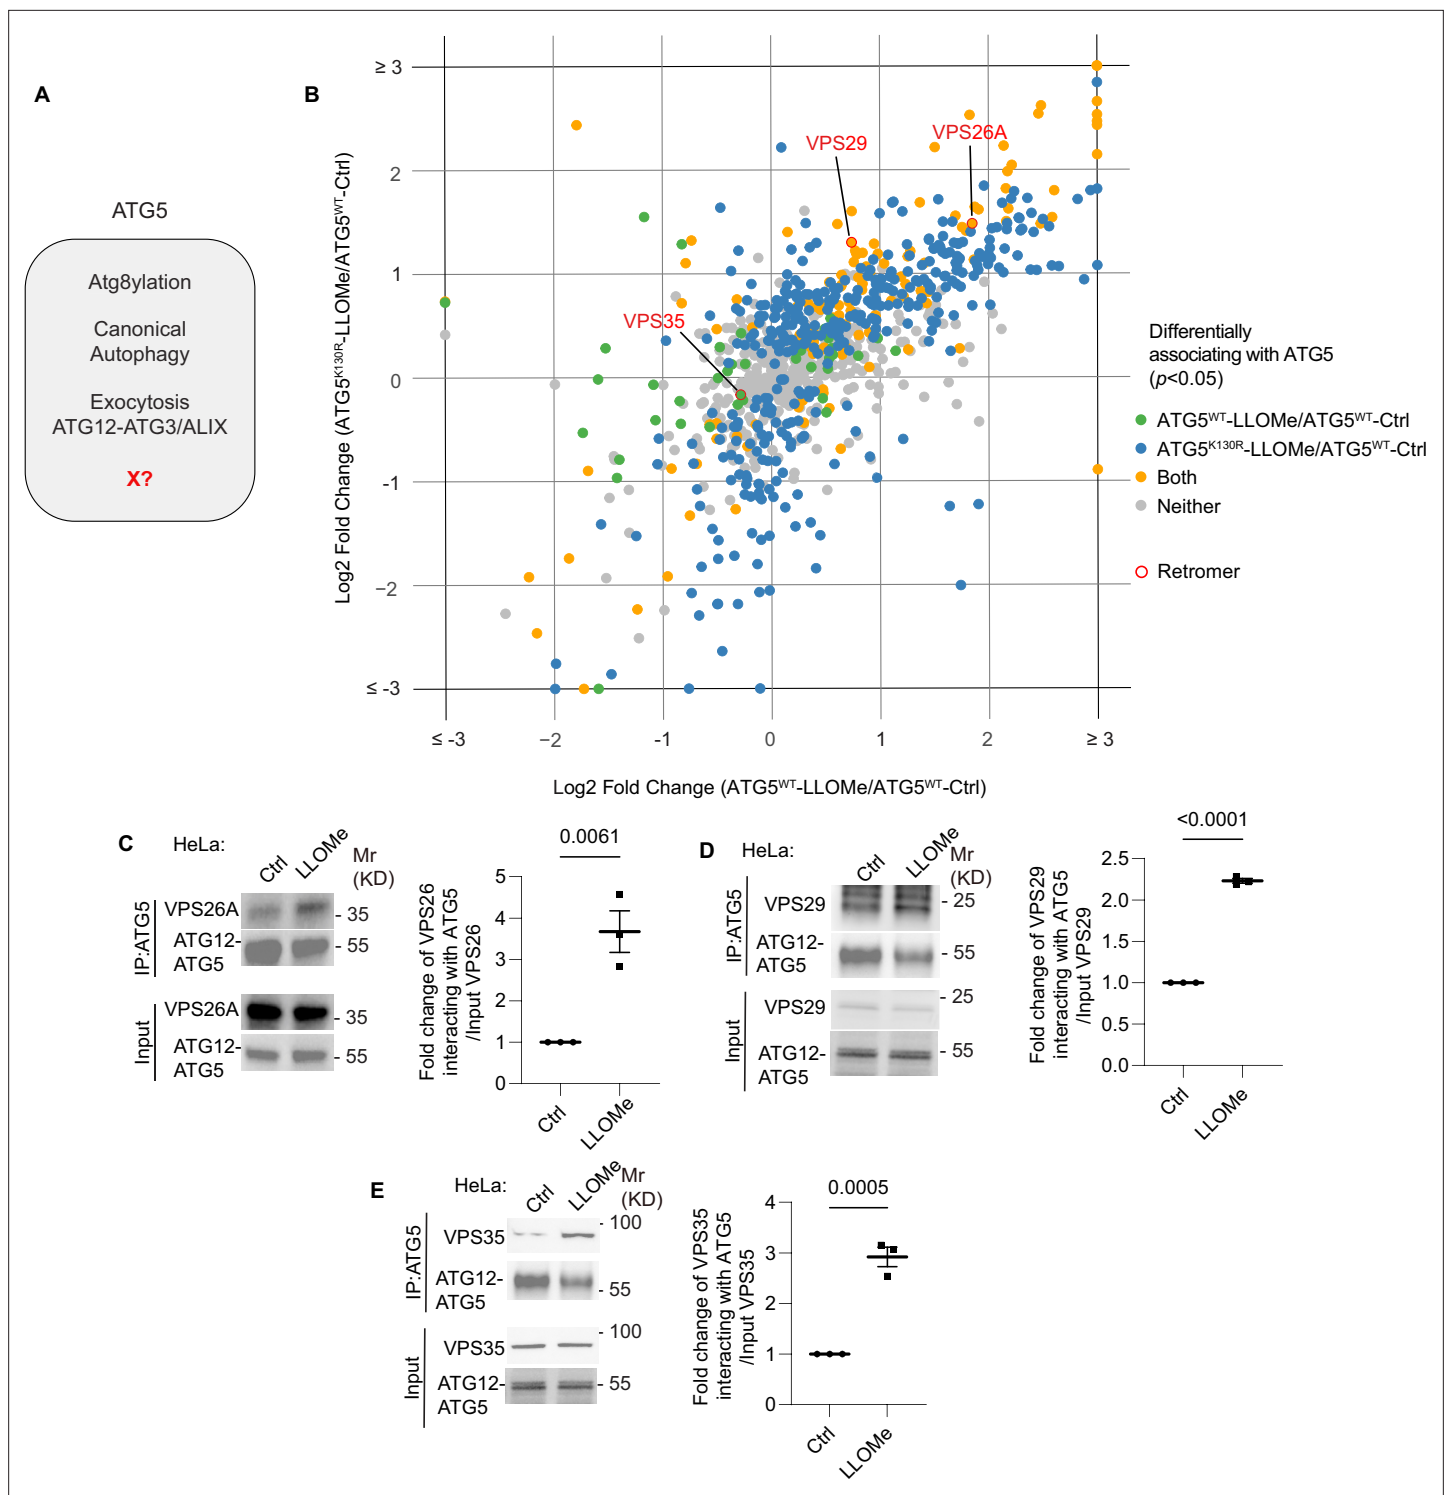 A
ATG5
Atg8ylation
Canonical
Autophagy
Exocytosis
ATG12-ATG3/ALIX
X?
B
Log2 Fold Change (ATG5K130R-LLOMe/ATG5WT-Ctrl)
≥ 3
2
1
0
-1
−2
≤ -3
≤ -3
−2
-1
0
1
2
≥ 3
Log2 Fold Change (ATG5WT-LLOMe/ATG5WT-Ctrl)
VPS29
VPS26A
VPS35
Differentially
associating with ATG5
(p<0.05)
ATG5WT-LLOMe/ATG5WT-Ctrl
ATG5K130R-LLOMe/ATG5WT-Ctrl
Both
Neither
Retromer
C
HeLa:
Ctrl
LLOMe
Mr
(KD)
IP:ATG5
VPS26A
- 35
ATG12-
ATG5
- 55
Input
VPS26A
- 35
ATG12-
ATG5
- 55
Fold change of VPS26
interacting with ATG5
/Input VPS26
0.0061
5
4
3
2
1
0
Ctrl
LLOMe
D
HeLa:
Ctrl
LLOMe
Mr
(KD)
IP:ATG5
VPS29
- 25
ATG12-
ATG5
- 55
Input
VPS29
- 25
ATG12-
ATG5
- 55
Fold change of VPS29
interacting with ATG5
/Input VPS29
<0.0001
2.5
2.0
1.5
1.0
0.5
0.0
Ctrl
LLOMe
E
HeLa:
Ctrl
LLOMe
Mr
(KD)
IP:ATG5
VPS35
- 100
ATG12-
ATG5
- 55
Input
VPS35
- 100
ATG12-
ATG5
- 55
Fold change of VPS35
interacting with ATG5
/Input VPS35
0.0005
4
3
2
1
0
Ctrl
LLOMe